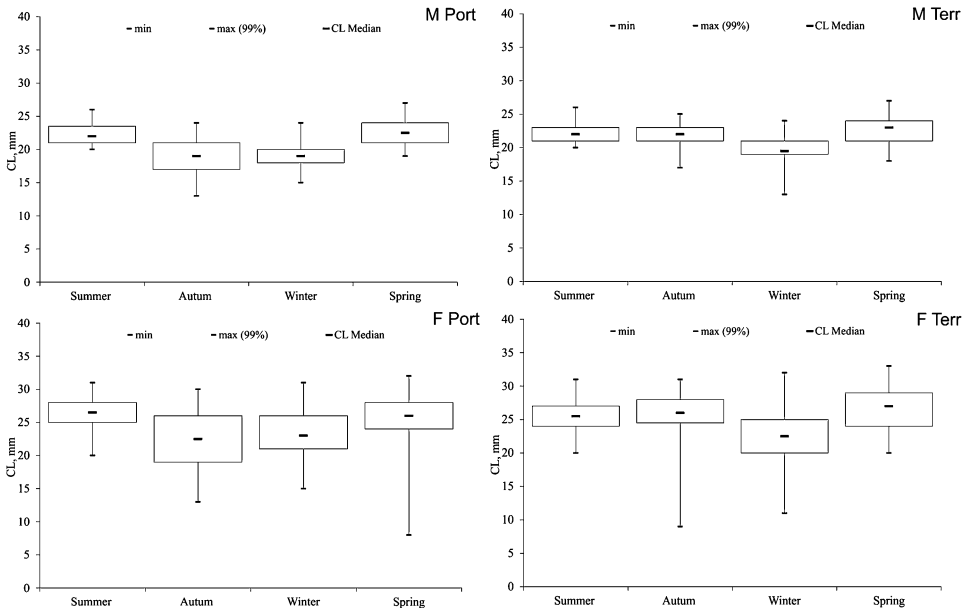 M Port
- min - max (99%) - CL Median
40
35
30
25
20
15
10
5
0
CL, mm
Summer Autum Winter Spring
M Terr
- min - max (99%) - CL Median
40
35
30
25
20
15
10
5
0
CL, mm
Summer Autum Winter Spring
F Port
- min - max (99%) - CL Median
40
35
30
25
20
15
10
5
0
CL, mm
Summer Autum Winter Spring
F Terr
- min - max (99%) - CL Median
40
35
30
25
20
15
10
5
0
CL, mm
Summer Autum Winter Spring